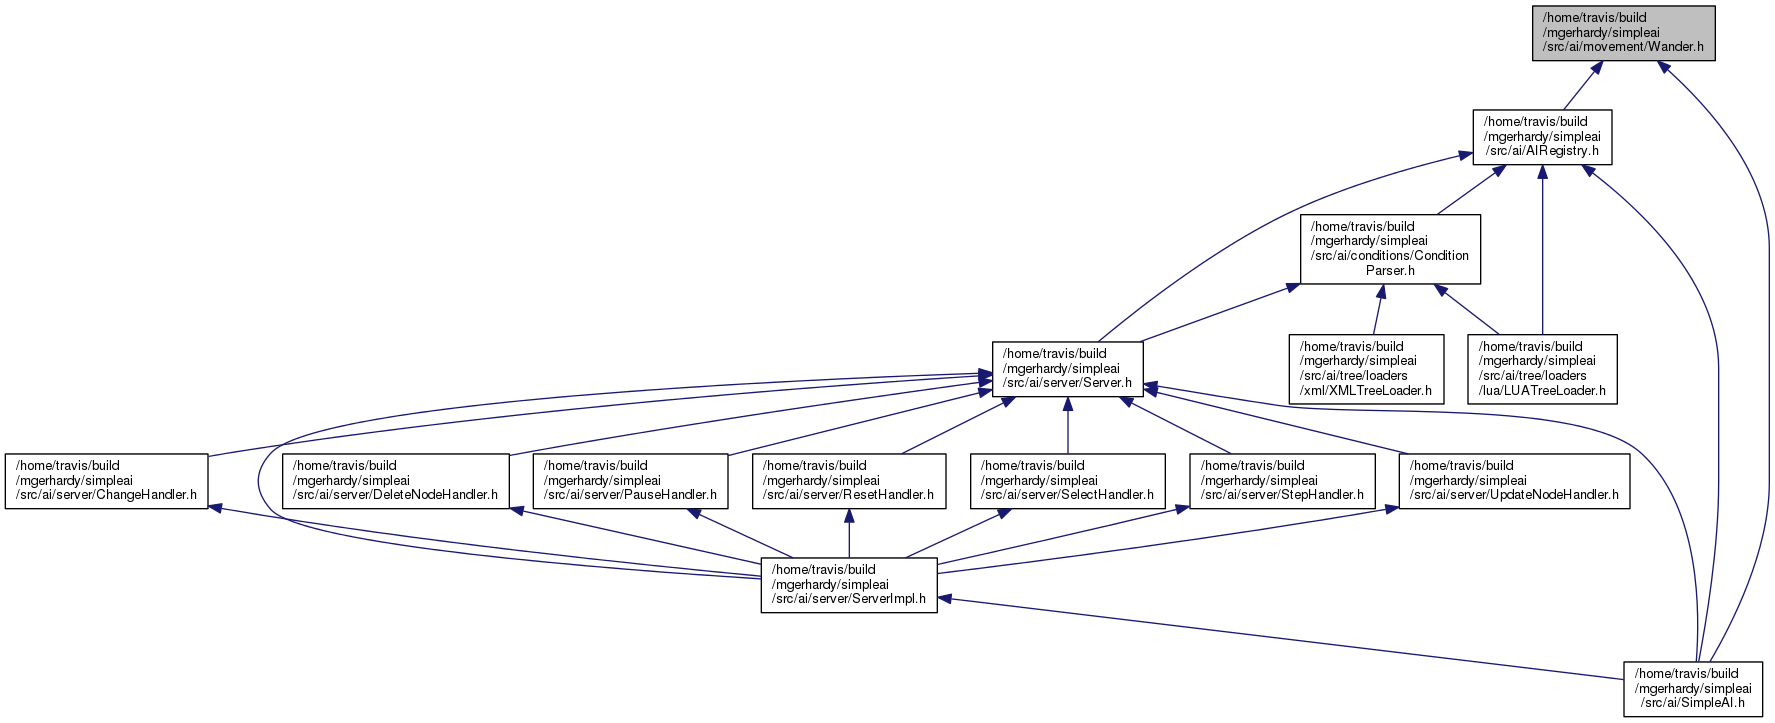 /home/travis/build
/mgerhardy/simpleai
/src/ai/movement/Wander.h
/home/travis/build
/mgerhardy/simpleai
/src/ai/AIRegistry.h
/home/travis/build
/mgerhardy/simpleai
/src/ai/conditions/Condition
Parser.h
/home/travis/build
/mgerhardy/simpleai
/src/ai/server/Server.h
/home/travis/build
/mgerhardy/simpleai
/src/ai/tree/loaders
/xml/XMLTreeLoader.h
/home/travis/build
/mgerhardy/simpleai
/src/ai/tree/loaders
/lua/LUATreeLoader.h
/home/travis/build
/mgerhardy/simpleai
/src/ai/server/ChangeHandler.h
/home/travis/build
/mgerhardy/simpleai
/src/ai/server/DeleteNodeHandler.h
/home/travis/build
/mgerhardy/simpleai
/src/ai/server/PauseHandler.h
/home/travis/build
/mgerhardy/simpleai
/src/ai/server/ResetHandler.h
/home/travis/build
/mgerhardy/simpleai
/src/ai/server/SelectHandler.h
/home/travis/build
/mgerhardy/simpleai
/src/ai/server/StepHandler.h
/home/travis/build
/mgerhardy/simpleai
/src/ai/server/UpdateNodeHandler.h
/home/travis/build
/mgerhardy/simpleai
/src/ai/server/ServerImpl.h
/home/travis/build
/mgerhardy/simpleai
/src/ai/SimpleAI.h